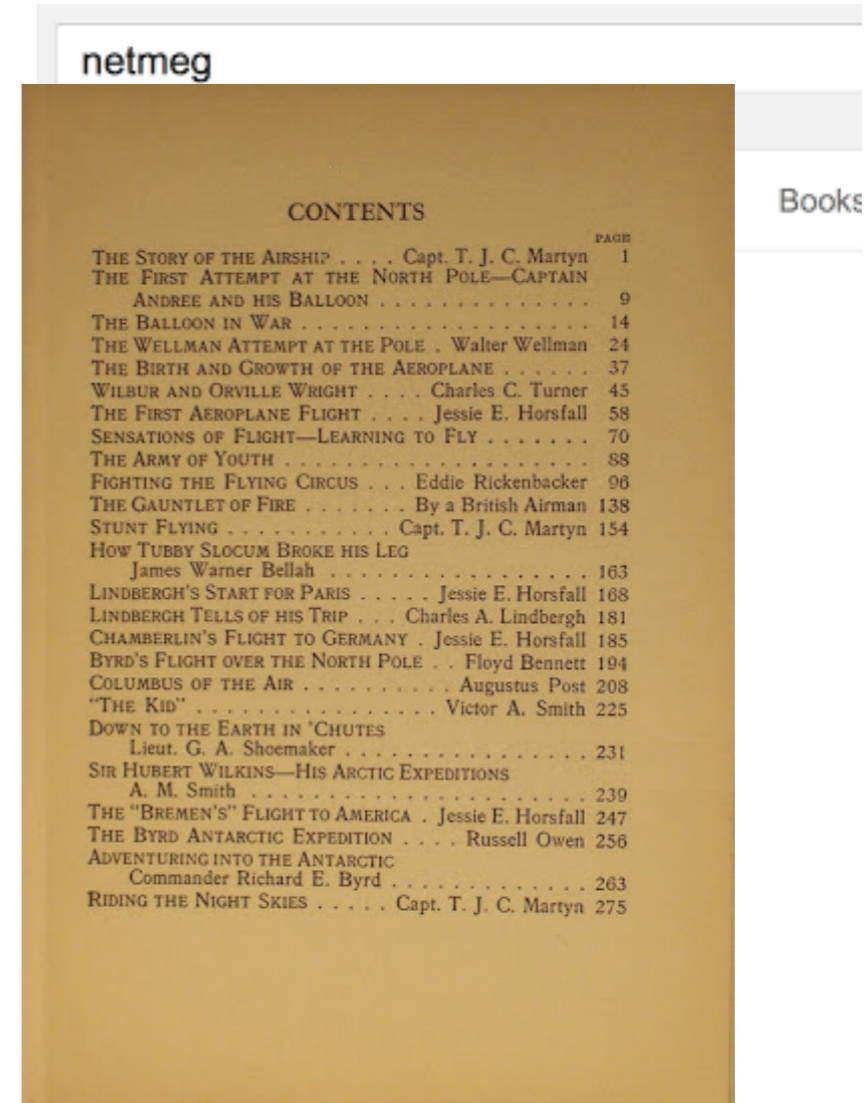 netmeg
Books
CONTENTS
PAGE
THE STORY OF THE AIRSHIP . . . . Capt. T. J. C. Martyn 1
THE FIRST ATTEMPT AT THE NORTH POLE—CAPTAIN
ANDREE AND HIS BALLOON . . . . . . . . . . . . . . 9
THE BALLOON IN WAR . . . . . . . . . . . . . . . . . . . 14
THE WELLMAN ATTEMPT AT THE POLE . Walter Wellman 24
THE BIRTH AND GROWTH OF THE AEROPLANE . . . . . . 37
WILBUR AND ORVILLE WRIGHT . . . . Charles C. Turner 45
THE FIRST AEROPLANE FLIGHT . . . . Jessie E. Horsfall 58
SENSATIONS OF FLIGHT—LEARNING TO FLY . . . . . . . 70
THE ARMY OF YOUTH . . . . . . . . . . . . . . . . . . . . 88
FIGHTING THE FLYING CIRCUS . . . Eddie Rickenbacker 96
THE GAUNTLET OF FIRE . . . . . . . By a British Airman 138
STUNT FLYING . . . . . . . . . . . Capt. T. J. C. Martyn 154
HOW TUBBY SLOCUM BROKE HIS LEG
James Warner Bellah . . . . . . . . . . . . . . . . . 163
LINDBERGH'S START FOR PARIS . . . . . Jessie E. Horsfall 168
LINDBERGH TELLS OF HIS TRIP . . . Charles A. Lindbergh 181
CHAMBERLIN'S FLIGHT TO GERMANY . Jessie E. Horsfall 185
BYRD'S FLIGHT OVER THE NORTH POLE . . Floyd Bennett 194
COLUMBUS OF THE AIR . . . . . . . . . . Augustus Post 208
"THE KID" . . . . . . . . . . . . . . . . Victor A. Smith 225
DOWN TO THE EARTH IN 'CHUTES
Lieut. G. A. Shoemaker . . . . . . . . . . . . . . . . 231
SIR HUBERT WILKINS—HIS ARCTIC EXPEDITIONS
A. M. Smith . . . . . . . . . . . . . . . . . . . . . . 239
THE "BREMEN'S" FLIGHT TO AMERICA . Jessie E. Horsfall 247
THE BYRD ANTARCTIC EXPEDITION . . . . Russell Owen 256
ADVENTURING INTO THE ANTARCTIC
Commander Richard E. Byrd . . . . . . . . . . . . . 263
RIDING THE NIGHT SKIES . . . . . Capt. T. J. C. Martyn 275